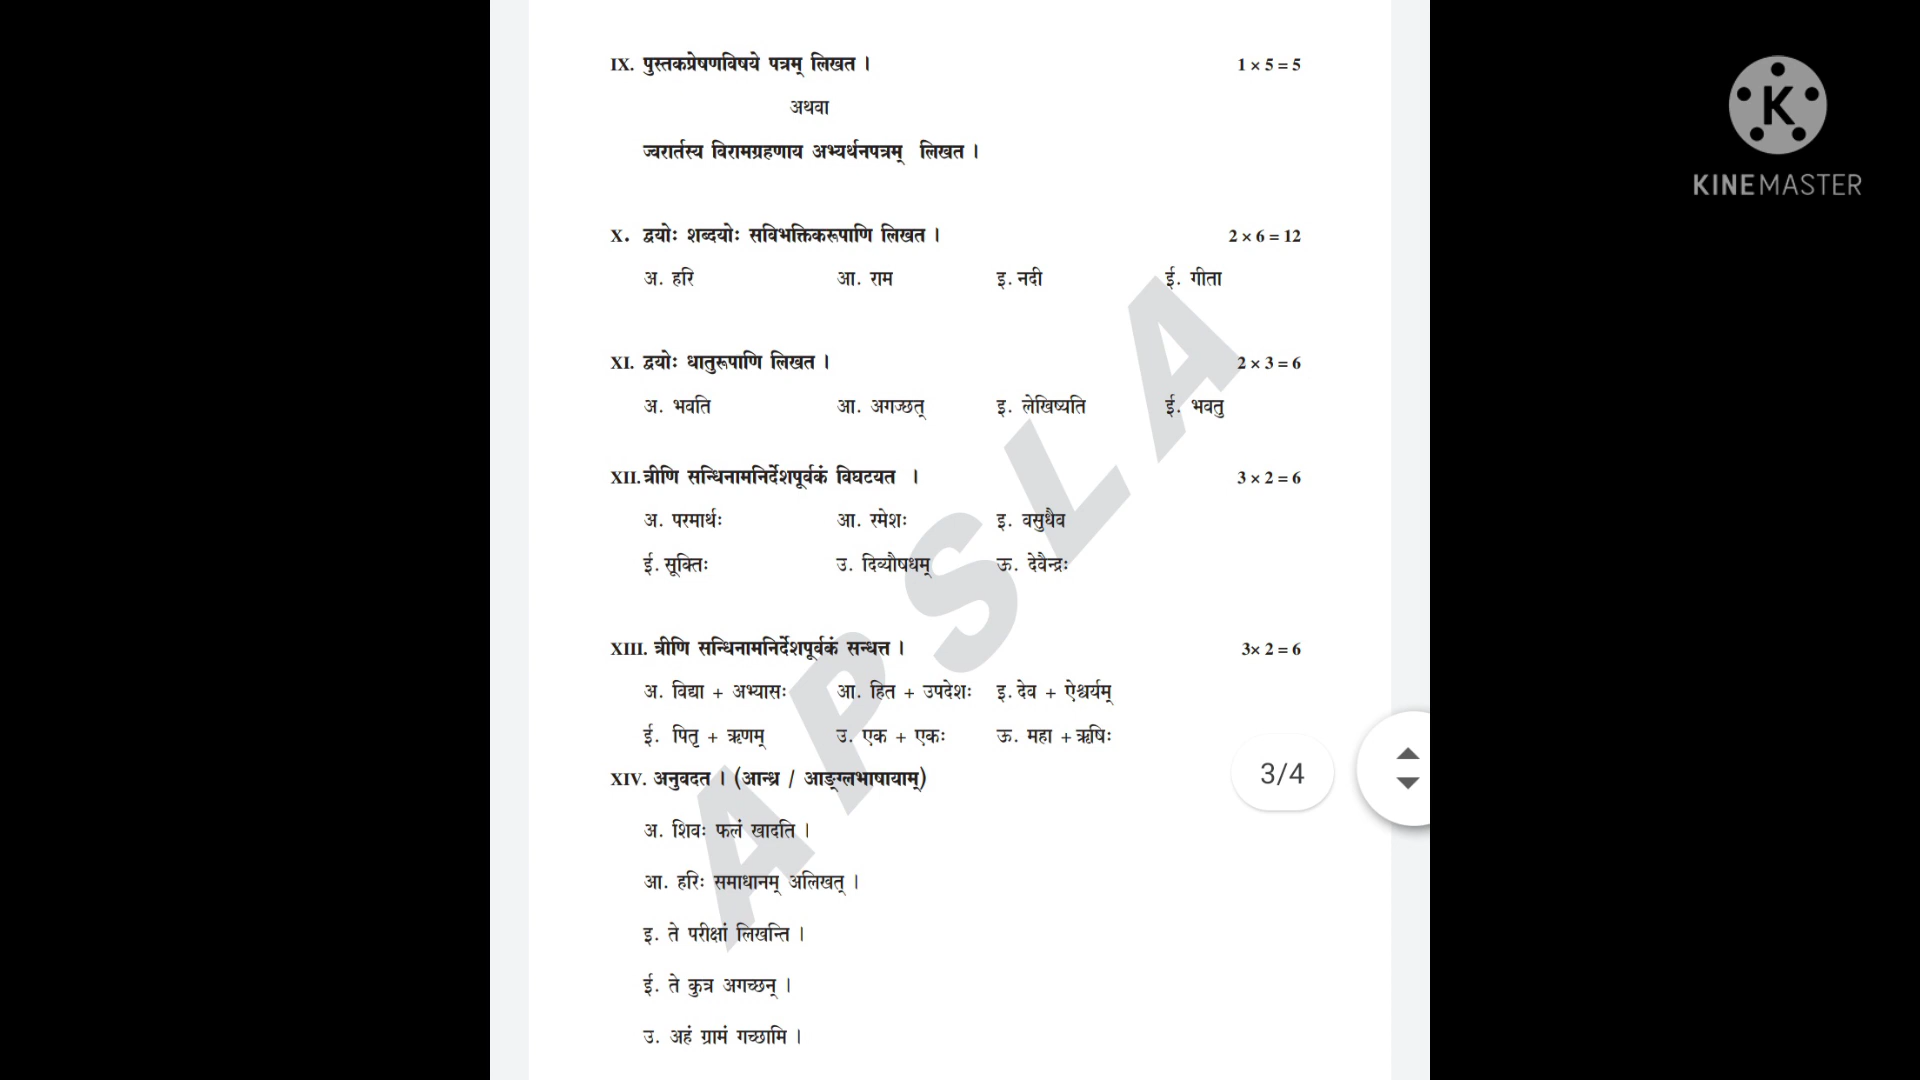 IX. पुस्तकप्रेषणविषये पत्रम् लिखत । 1 × 5 = 5
अथवा
ज्वरार्तस्य विरामग्रहणाय अभ्यर्थनपत्रम् लिखत ।
X. द्वयोः शब्दयोः सविभक्तिकरूपाणि लिखत । 2 × 6 = 12
अ. हरि आ. राम इ. नदी ई. गीता
XI. द्वयोः धातुरूपाणि लिखत । 2 × 3 = 6
अ. भवति आ. अगच्छत् इ. लेखिष्यति ई. भवतु
XII. त्रीणि सन्धिनामनिर्देशपूर्वकं विघटयत । 3 × 2 = 6
अ. परमार्थः आ. रमेशः इ. वसुधैव
ई. सूक्तिः उ. दिव्यौषधम् ऊ. देवैन्द्रः
XIII. त्रीणि सन्धिनामनिर्देशपूर्वकं सन्धत्त । 3× 2 = 6
अ. विद्या + अभ्यासः आ. हित + उपदेशः इ. देव + ऐश्वर्यम्
ई. पितृ + ऋणम् उ. एक + एकः ऊ. महा + ऋषिः
XIV. अनुवदत । (आन्ध्र / आङ्ग्लभाषायाम्)
अ. शिवः फलं खादति ।
आ. हरिः समाधानम् अलिखत् ।
इ. ते परीक्षां लिखन्ति ।
ई. ते कुत्र अगच्छन् ।
उ. अहं ग्रामं गच्छामि ।
APSLA
3/4
K
KINEMASTER